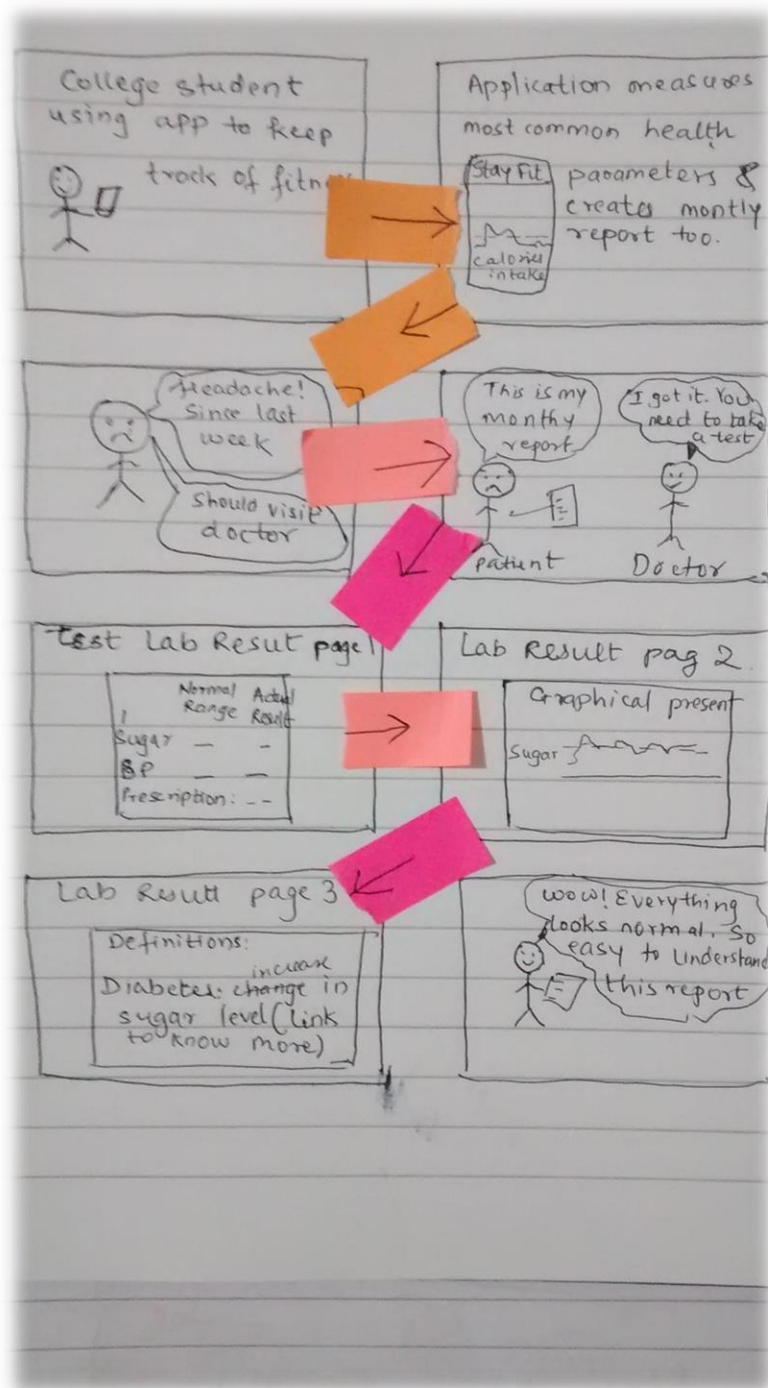 College student
using app to keep
track of fitn
Application measures
most common health
parameters &
creates montly
report too.
Stay Fit
calories
intake
Headache!
Since last
week
Should visit
doctor
This is my
monthy
report
I got it. You
need to take
a test
patient
Doctor
test Lab Resut page 1
Normal Actual
Range Result
Sugar — –
BP — —
Prescription: - -
Lab Result pag 2
Graphical present
Sugar
Lab Result page 3
Definitions:
increase
Diabetes: change in
sugar level (link
to know more)
wow! Everything
looks normal. So
easy to understand
this report